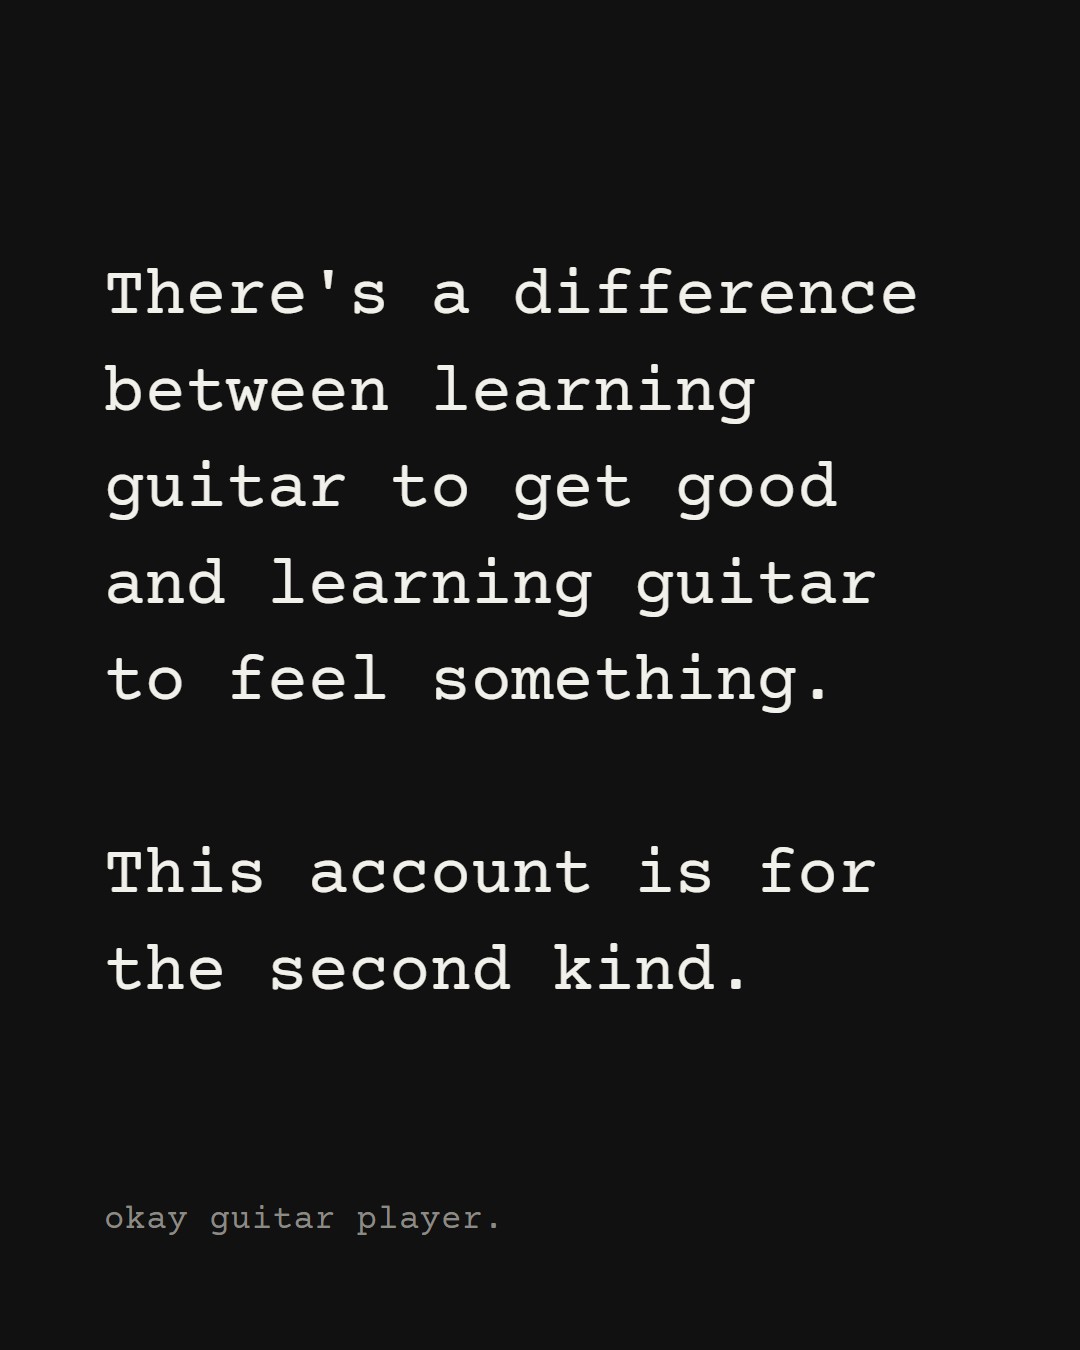 There's a difference
between learning
guitar to get good
and learning guitar
to feel something.
This account is for
the second kind.
okay guitar player.